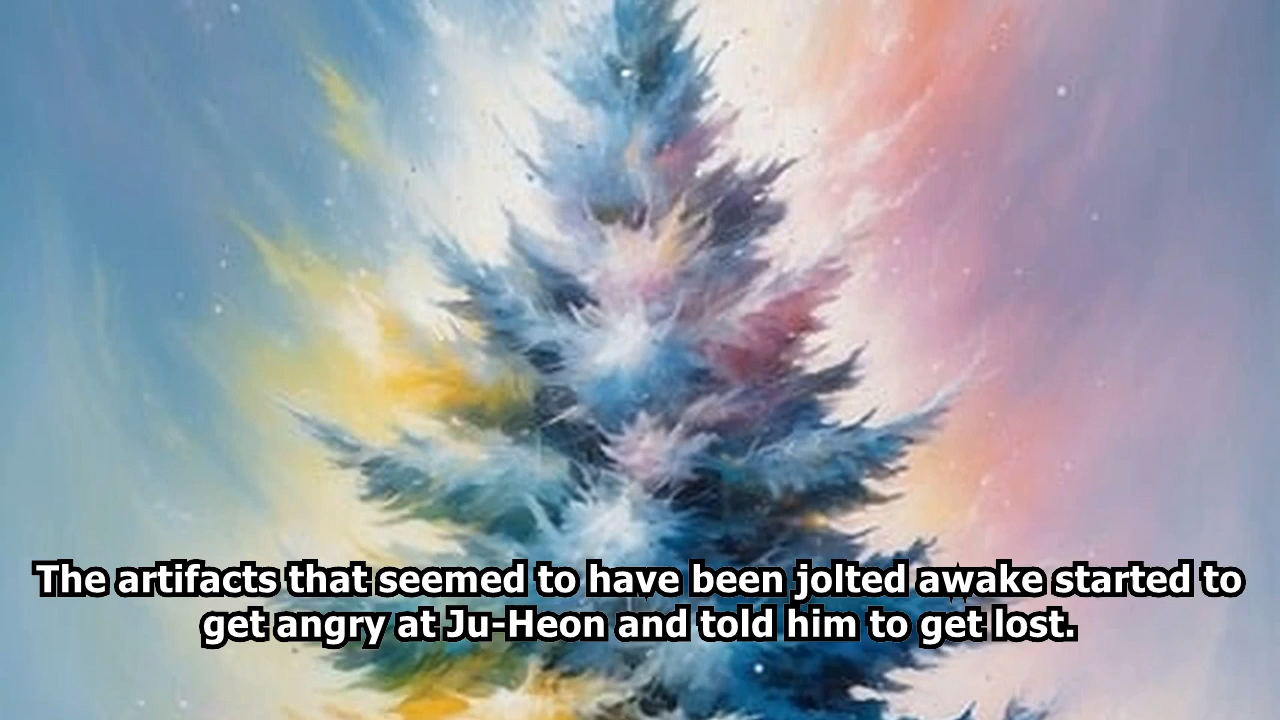 The artifacts that seemed to have been jolted awake started to
get angry at Ju-Heon and told him to get lost.